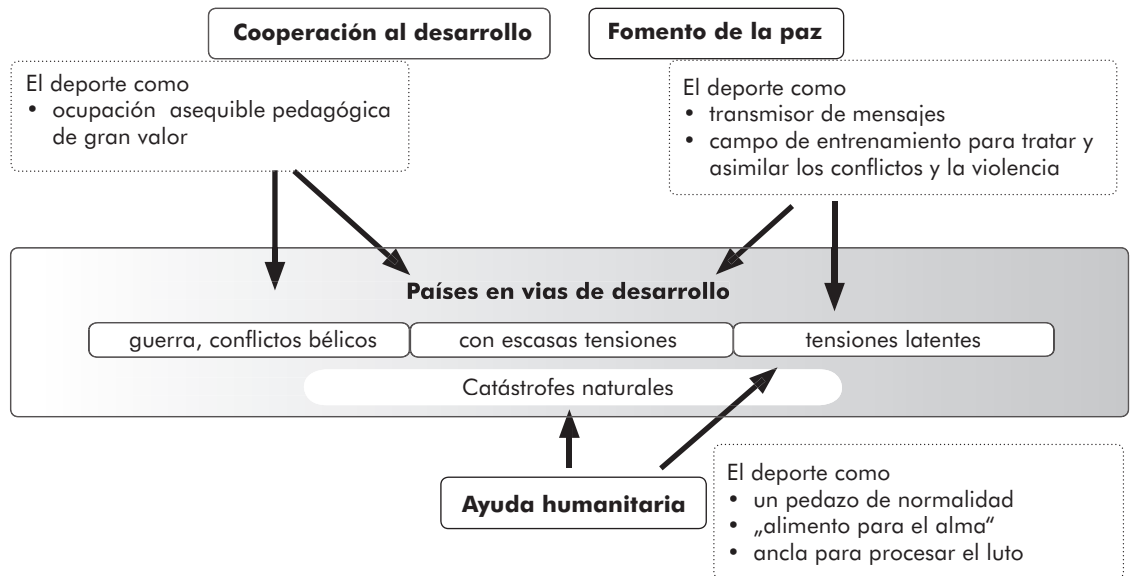 Cooperación al desarrollo
El deporte como
• ocupación asequible pedagógica
de gran valor
Fomento de la paz
El deporte como
• transmisor de mensajes
• campo de entrenamiento para tratar y
asimilar los conflictos y la violencia
Países en vias de desarrollo
guerra, conflictos bélicos
con escasas tensiones
tensiones latentes
Catástrofes naturales
Ayuda humanitaria
El deporte como
• un pedazo de normalidad
• „alimento para el alma“
• ancla para procesar el luto